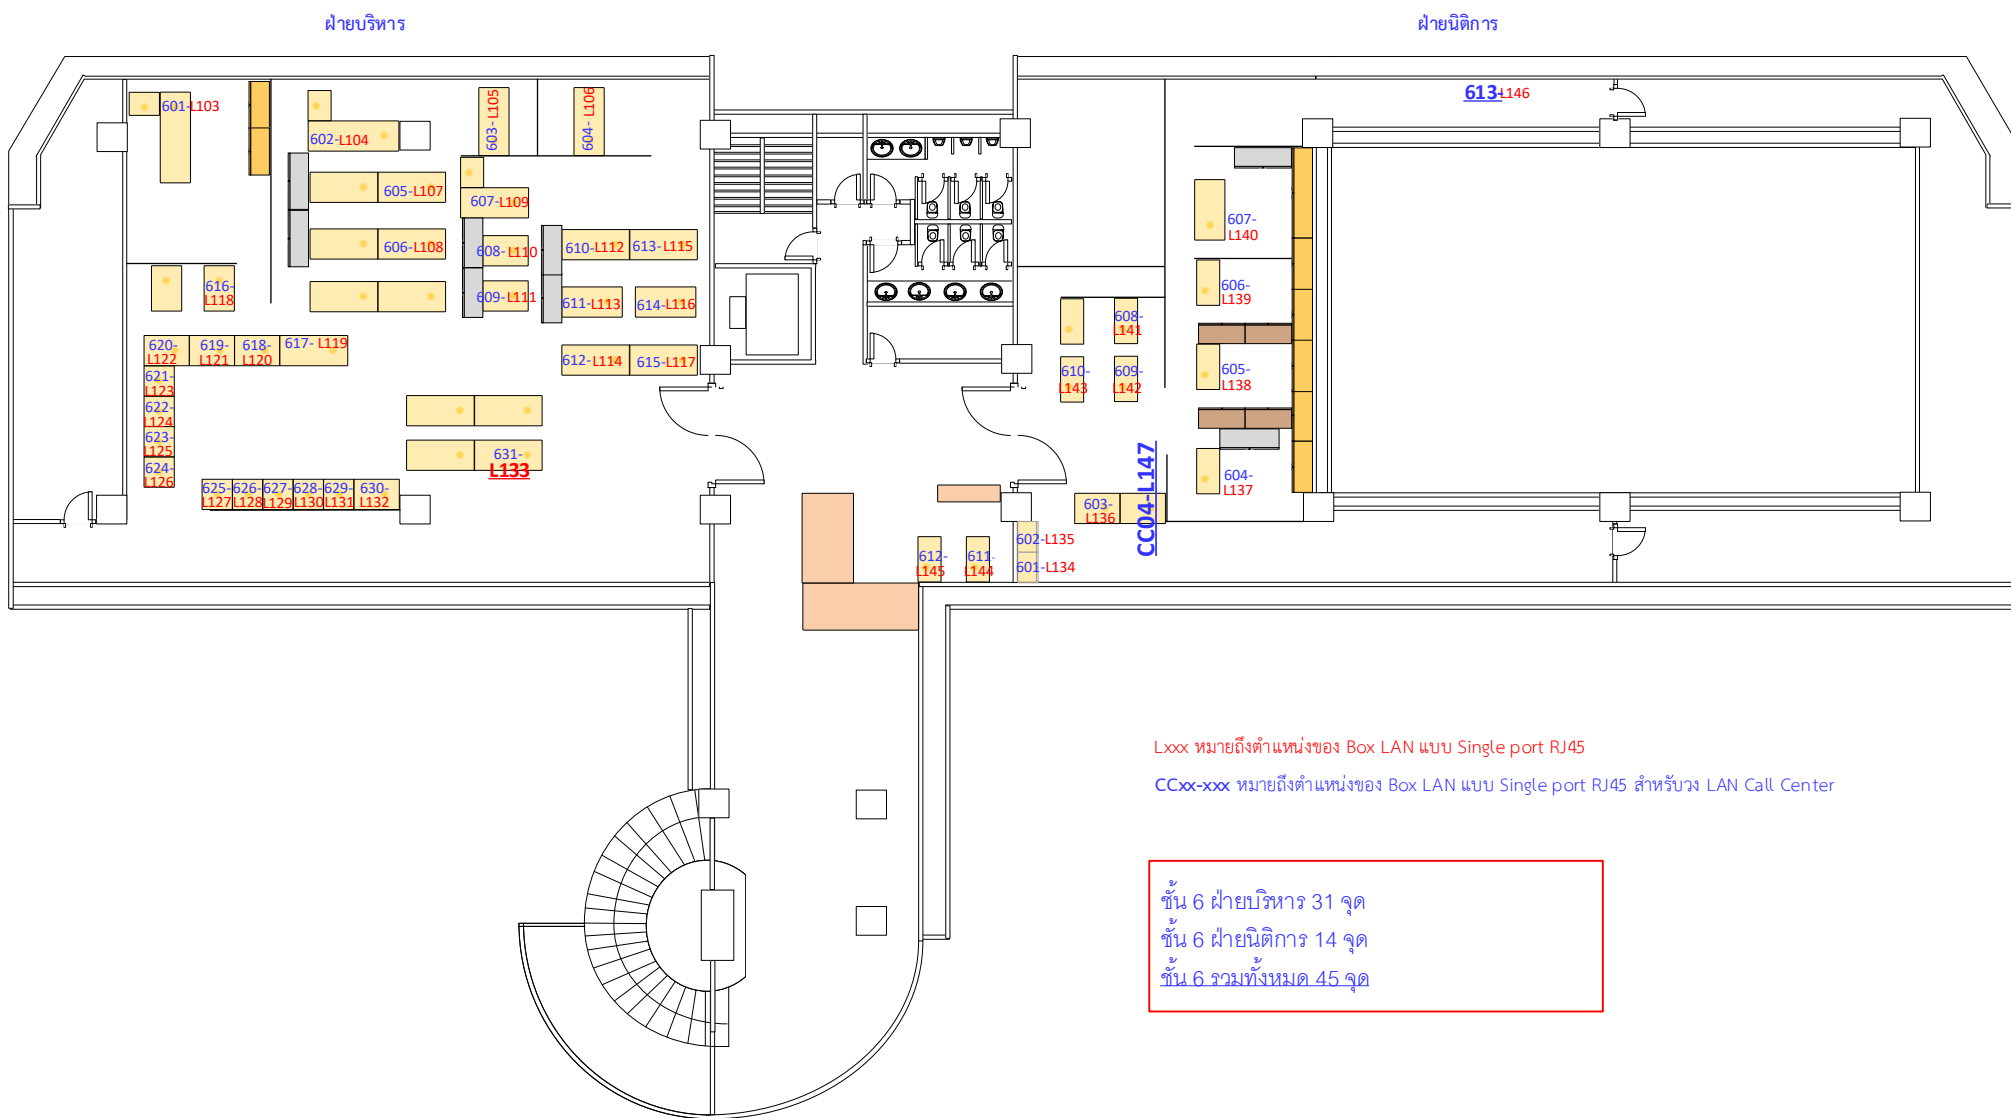 ฝ่ายบริหาร
ฝ่ายนิติการ
601-L103
602-L104
603- L105
604- L106
605-L107
606-L108
607-L109
608-L110
609-L111
610-L112
613-L115
611-L113
614-L116
612-L114
615-L117
616-
L118
620-
L122
619-
L121
618-
L120
617- L119
621-
L123
622-
L124
623-
L125
624-
L126
625-
L127
626-
L128
627-
L129
628-
L130
629-
L131
630-
L132
631-
L133
613-L146
607-
L140
606-
L139
605-
L138
604-
L137
608-
L141
610-
L143
609-
L142
CC04-L147
603-
L136
602-L135
601-L134
612-
L145
611-
L144
Lxxx หมายถึงตำแหน่งของ Box LAN แบบ Single port RJ45
CCxx-xxx หมายถึงตำแหน่งของ Box LAN แบบ Single port RJ45 สำหรับวง LAN Call Center
ชั้น 6 ฝ่ายบริหาร 31 จุด
ชั้น 6 ฝ่ายนิติการ 14 จุด
ชั้น 6 รวมทั้งหมด 45 จุด